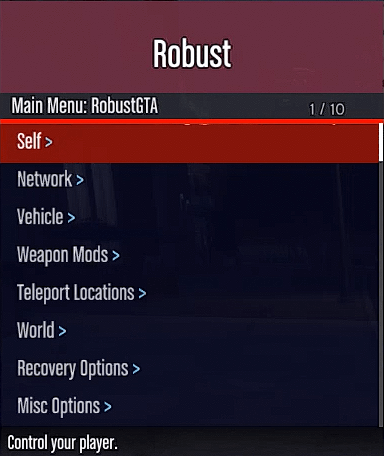 Robust
Main Menu: RobustGTA 1 / 10
Self >
Network >
Vehicle >
Weapon Mods >
Teleport Locations >
World >
Recovery Options >
Misc Options >
Control your player.